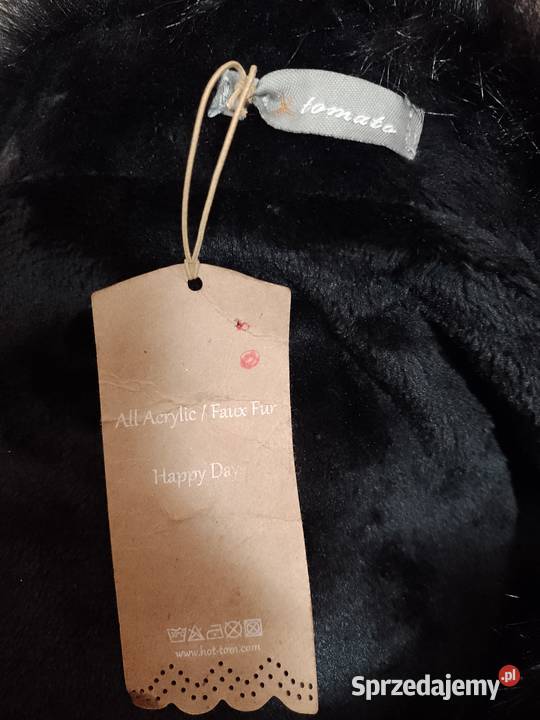 tomato
All Acrylic / Faux Fur
Happy Day
www.hot-tom.com
Sprzedajemy.pl